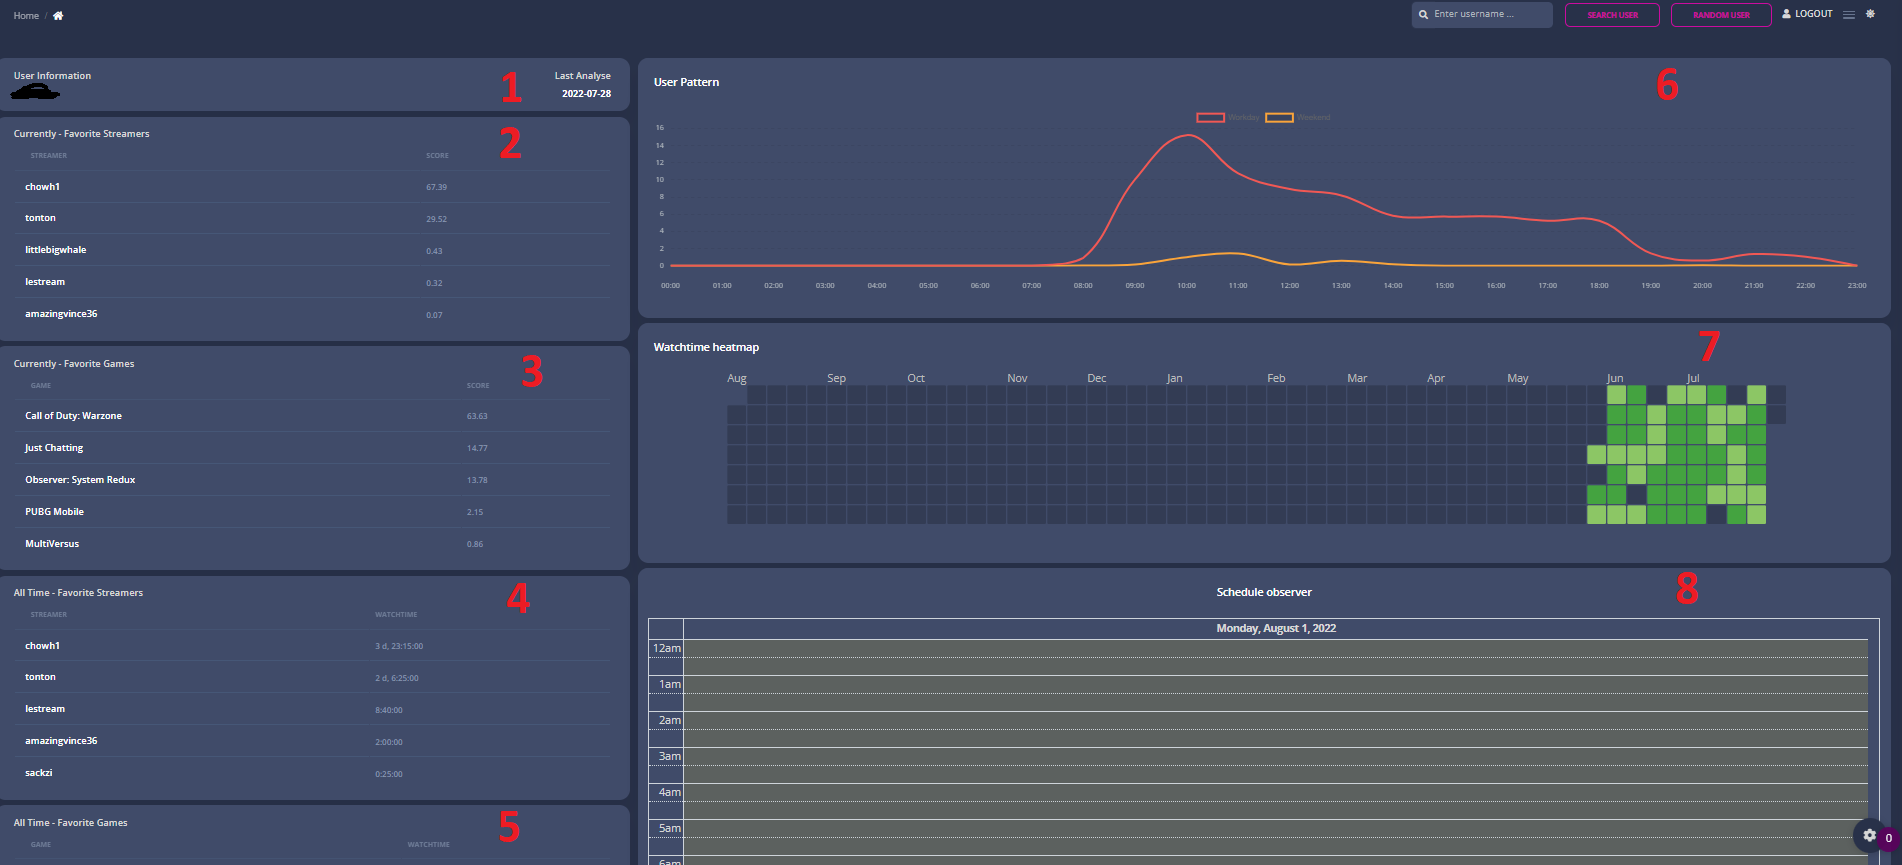 Home /
Enter username ...
SEARCH USER
RANDOM USER
LOGOUT
User Information
Last Analyse
2022-07-28
1
Currently - Favorite Streamers
2
STREAMER SCORE
chowh1 67.39
tonton 29.52
littlebigwhale 0.43
lestream 0.32
amazingvince36 0.07
Currently - Favorite Games
3
GAME SCORE
Call of Duty: Warzone 63.63
Just Chatting 14.77
Observer: System Redux 13.78
PUBG Mobile 2.15
MultiVersus 0.86
All Time - Favorite Streamers
4
STREAMER WATCHTIME
chowh1 3 d, 23:15:00
tonton 2 d, 6:25:00
lestream 8:40:00
amazingvince36 2:00:00
sackzi 0:25:00
All Time - Favorite Games
5
GAME WATCHTIME
User Pattern
6
Workday Weekend
16
14
12
10
8
6
4
2
0
00:00 01:00 02:00 03:00 04:00 05:00 06:00 07:00 08:00 09:00 10:00 11:00 12:00 13:00 14:00 15:00 16:00 17:00 18:00 19:00 20:00 21:00 22:00 23:00
Watchtime heatmap
7
Aug Sep Oct Nov Dec Jan Feb Mar Apr May Jun Jul
Schedule observer
8
Monday, August 1, 2022
12am
1am
2am
3am
4am
5am
6am
0